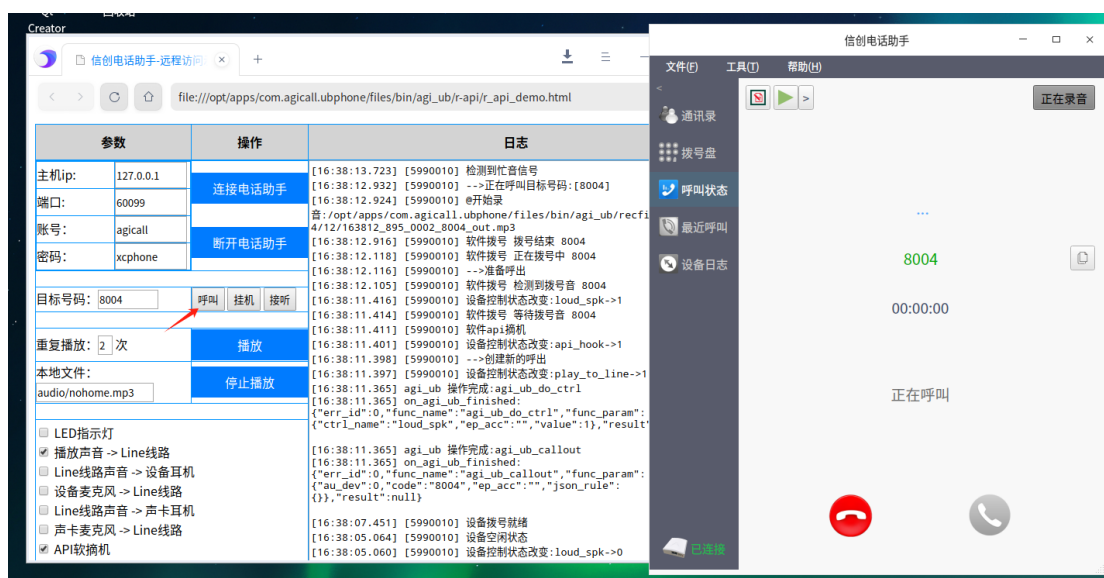 Creator
信创电话助手-远程访问
file:///opt/apps/com.agicall.ubphone/files/bin/agi_ub/r-api/r_api_demo.html
参数
操作
日志
主机ip:
127.0.0.1
端口:
60099
账号:
agicall
密码:
xcphone
连接电话助手
断开电话助手
目标号码:
8004
呼叫
挂机
接听
重复播放:
2
次
播放
本地文件:
audio/nohome.mp3
停止播放
LED指示灯
播放声音 -> Line线路
Line线路声音 -> 设备耳机
设备麦克风 -> Line线路
Line线路声音 -> 声卡耳机
声卡麦克风 -> Line线路
API软摘机
[16:38:13.723] [5990010] 检测到忙音信号
[16:38:12.932] [5990010] -->正在呼叫目标号码:[8004]
[16:38:12.924] [5990010] @开始录
音:/opt/apps/com.agicall.ubphone/files/bin/agi_ub/recfi
4/12/163812_895_0002_8004_out.mp3
[16:38:12.916] [5990010] 软件拨号 拨号结束 8004
[16:38:12.118] [5990010] 软件拨号 正在拨号中 8004
[16:38:12.116] [5990010] -->准备呼出
[16:38:12.105] [5990010] 软件拨号 检测到拨号音 8004
[16:38:11.416] [5990010] 设备控制状态改变:loud_spk->1
[16:38:11.414] [5990010] 软件拨号 等待拨号音 8004
[16:38:11.411] [5990010] 软件api摘机
[16:38:11.401] [5990010] 设备控制状态改变:api_hook->1
[16:38:11.398] [5990010] -->创建新的呼出
[16:38:11.397] [5990010] 设备控制状态改变:play_to_line->1
[16:38:11.365] agi_ub 操作完成:agi_ub_do_ctrl
[16:38:11.365] on_agi_ub_finished:
{"err_id":0,"func_name":"agi_ub_do_ctrl","func_param":
{"ctrl_name":"loud_spk","ep_acc":"","value":1},"result"
[16:38:11.365] agi_ub 操作完成:agi_ub_callout
[16:38:11.365] on_agi_ub_finished:
{"err_id":0,"func_name":"agi_ub_callout","func_param":
{"au_dev":0,"code":"8004","ep_acc":"","json_rule":
{}},"result":null}
[16:38:07.451] [5990010] 设备拨号就绪
[16:38:05.064] [5990010] 设备空闲状态
[16:38:05.060] [5990010] 设备控制状态改变:loud_spk->0
信创电话助手
文件(F)
工具(T)
帮助(H)
通讯录
拨号盘
呼叫状态
最近呼叫
设备日志
已连接
正在录音
...
8004
00:00:00
正在呼叫